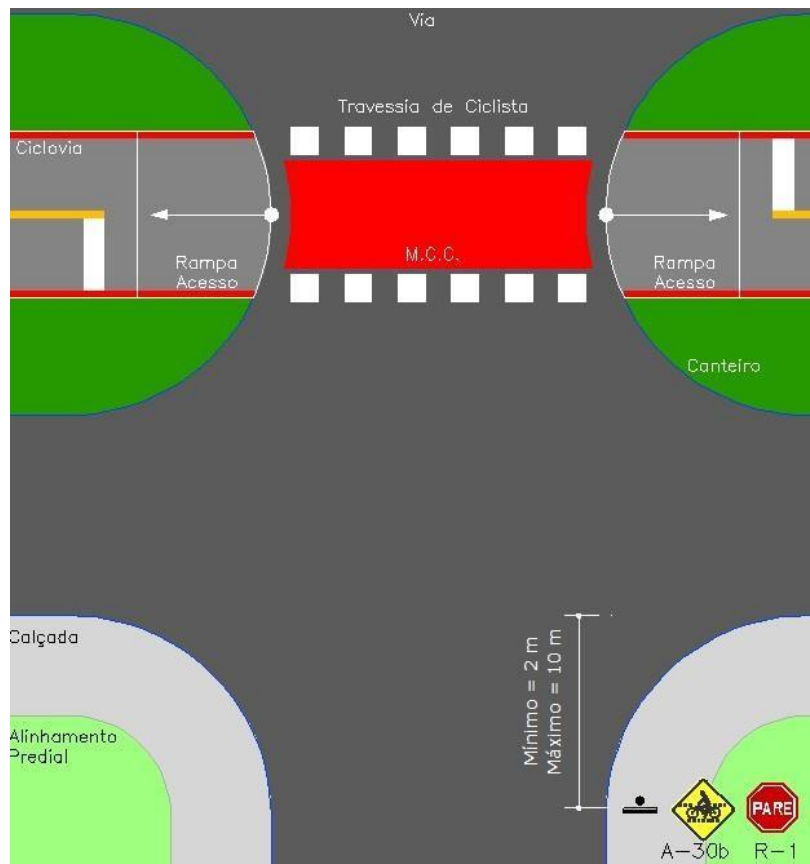 Via
Travessía de Ciclista
Ciclovia
M.C.C.
Rampa
Acesso
Rampa
Acesso
Canteiro
Calçada
Mínimo = 2 m
Máximo = 10 m
Alinhamento
Predial
PARE
A-30b
R-1